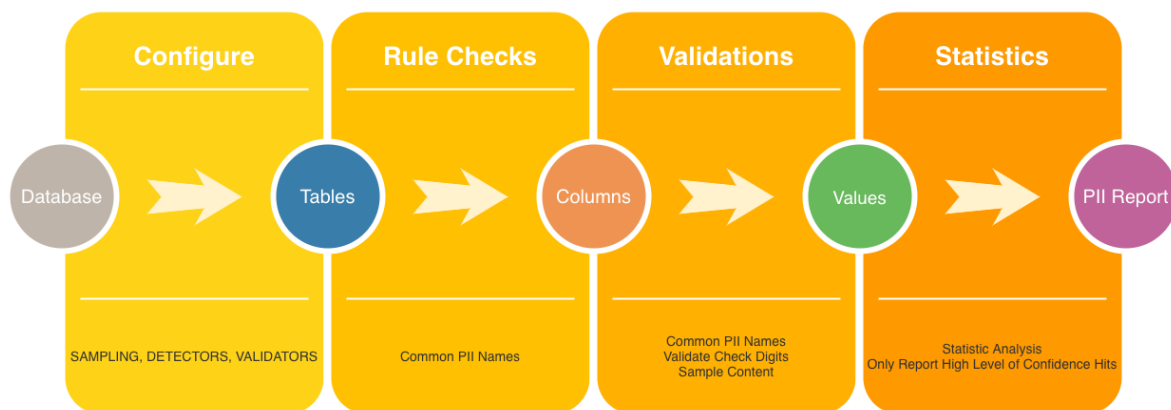 Configure
Rule Checks
Validations
Statistics
Database
Tables
Columns
Values
PII Report
SAMPLING, DETECTORS, VALIDATORS
Common PII Names
Common PII Names
Validate Check Digits
Sample Content
Statistic Analysis
Only Report High Level of Confidence Hits